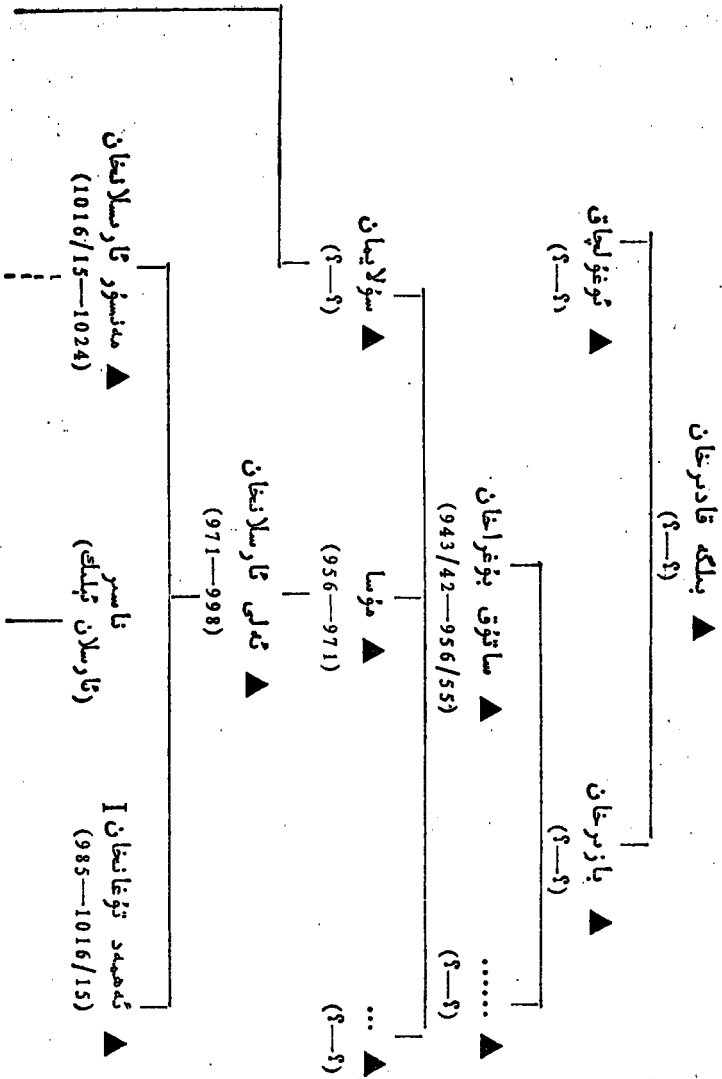 بىلگە قادىرخان ▲
(؟—؟)
بازىرخان ▲
(؟—؟)
ئوغۇلچاق ▲
(؟—؟)
...... ▲
(؟—؟)
ساتۇق بۇغراخان ▲
(943/42—956/55)
... ▲
(؟—؟)
مۇسا ▲
(956—971)
سۇلايمان ▲
(؟—؟)
ئەلى ئارسلانخان ▲
(971—998)
ئەھمەد تۇغانخان I ▲
(985—1016/15)
ناسىر
(ئارسلان ئىلىك)
مەنسۇر ئارسلانخان ▲
(1016/15—1024)